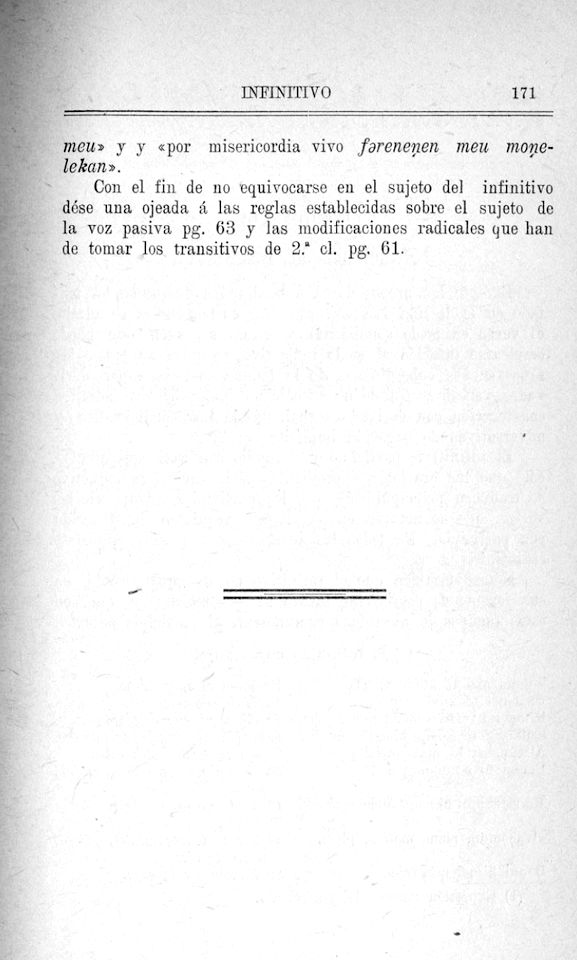 INFINITIVO 171
meu» y y «por misericordia vivo fərenen̯en meu mon̯e-
lekan».
Con el fin de no equivocarse en el sujeto del infinitivo
dése una ojeada á las reglas establecidas sobre el sujeto de
la voz pasiva pg. 63 y las modificaciones radicales que han
de tomar los transitivos de 2.ª cl. pg. 61.